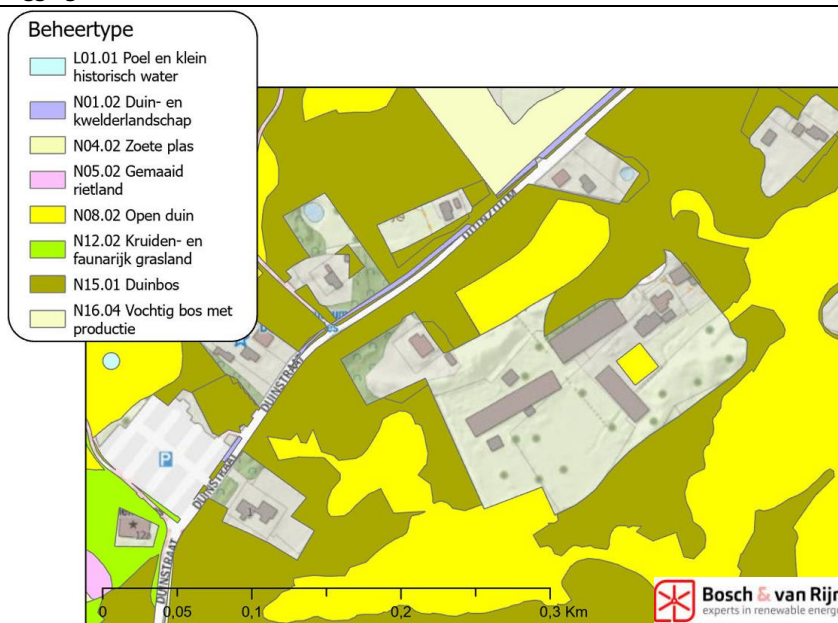 Beheertype
L01.01 Poel en klein
historisch water
N01.02 Duin- en
kwelderlandschap
N04.02 Zoete plas
N05.02 Gemaaid
rietland
N08.02 Open duin
N12.02 Kruiden- en
faunarijk grasland
N15.01 Duinbos
N16.04 Vochtig bos met
productie
DUINZOOM
DUINSTRAAT
P
DUINSTRAAT
12a
DUINSTRAAT
0 0,05 0,1 0,2 0,3 Km
Bosch & van Rijn
experts in renewable energy